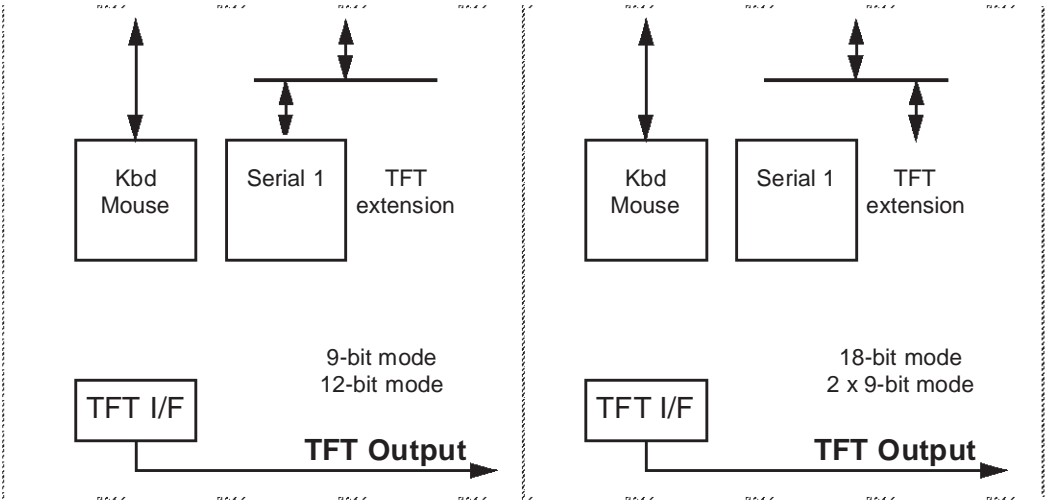 Kbd
Mouse
Serial 1
TFT
extension
9-bit mode
12-bit mode
TFT I/F
TFT Output
Kbd
Mouse
Serial 1
TFT
extension
18-bit mode
2 x 9-bit mode
TFT I/F
TFT Output